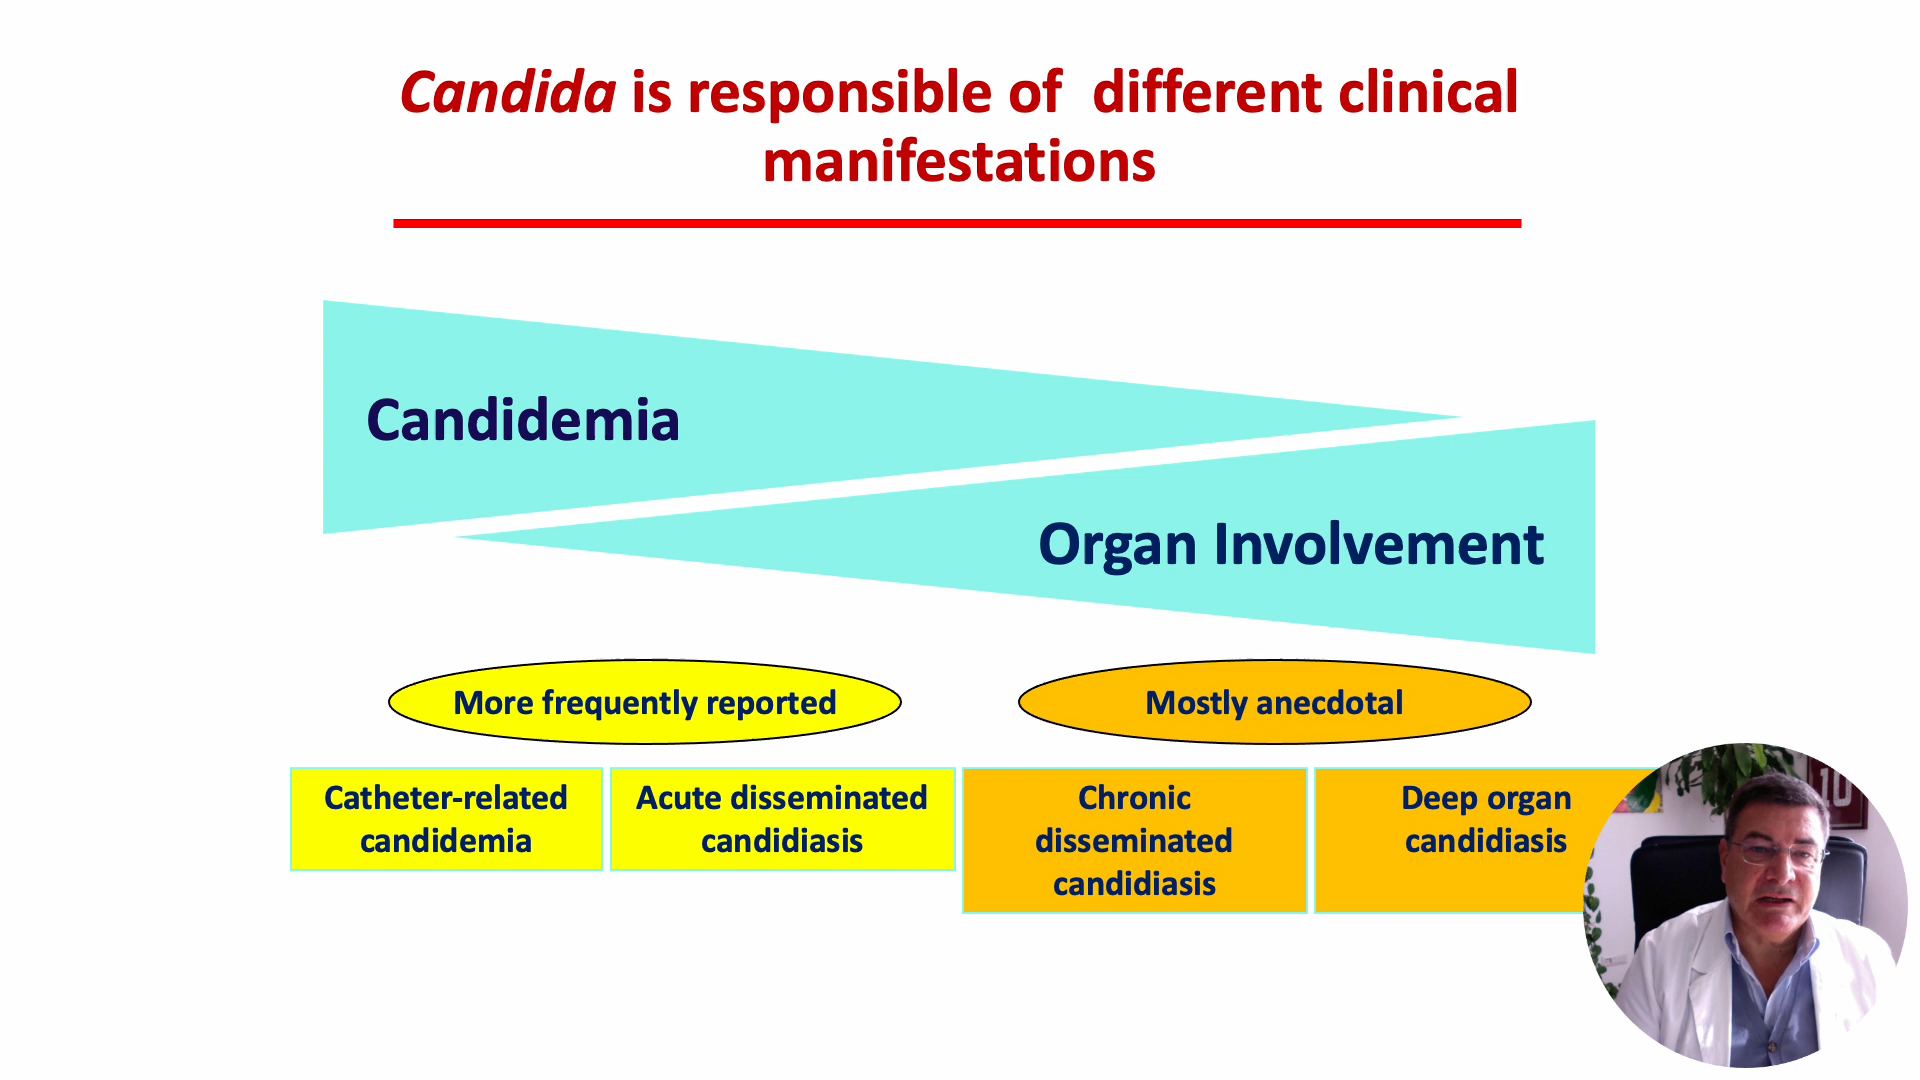 Candida is responsible of  different clinical
manifestations
Candidemia
Organ Involvement
More frequently reported
Mostly anecdotal
Catheter-related
candidemia
Acute disseminated
candidiasis
Chronic
disseminated
candidiasis
Deep organ
candidiasis
10